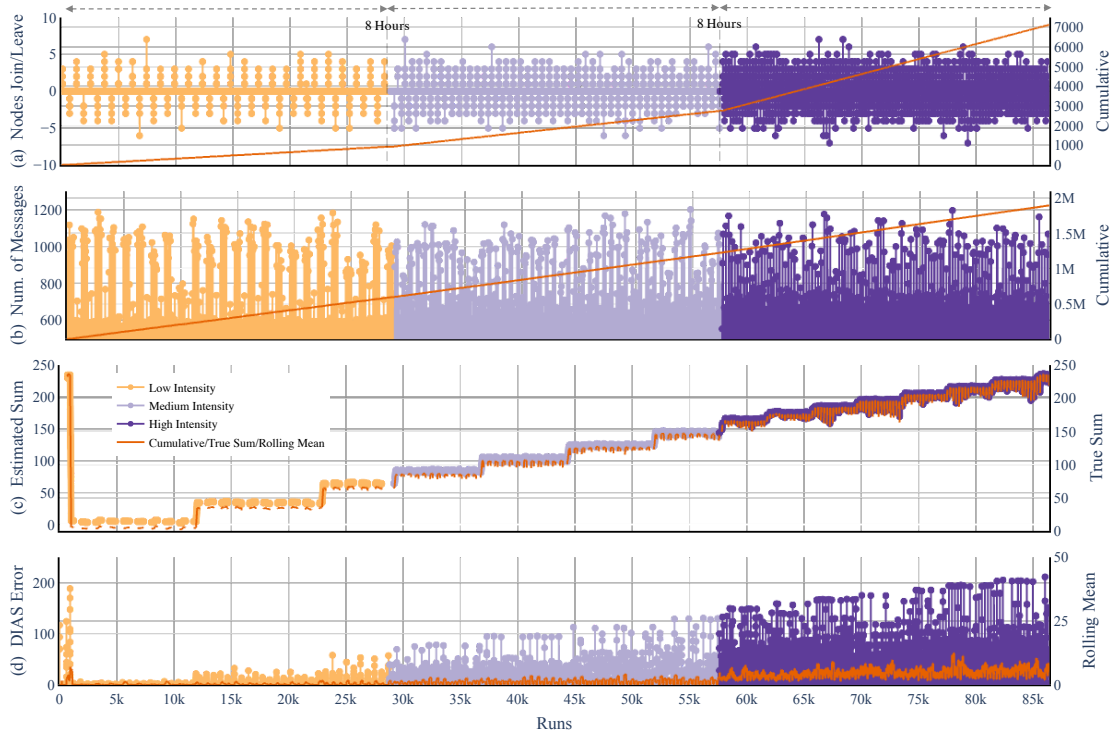 8 Hours
8 Hours
(a) Nodes Join/Leave
10
5
0
−5
−10
7000
6000
5000
4000
3000
2000
1000
0
Cumulative
(b) Num. of Messages
1200
1000
800
600
2M
1.5M
1M
0.5M
0
Cumulative
(c) Estimated Sum
250
200
150
100
50
0
Low Intensity
Medium Intensity
High Intensity
Cumulative/True Sum/Rolling Mean
250
200
150
100
50
0
True Sum
(d) DIAS Error
200
100
0
50
25
0
Rolling Mean
0 5k 10k 15k 20k 25k 30k 35k 40k 45k 50k 55k 60k 65k 70k 75k 80k 85k
Runs